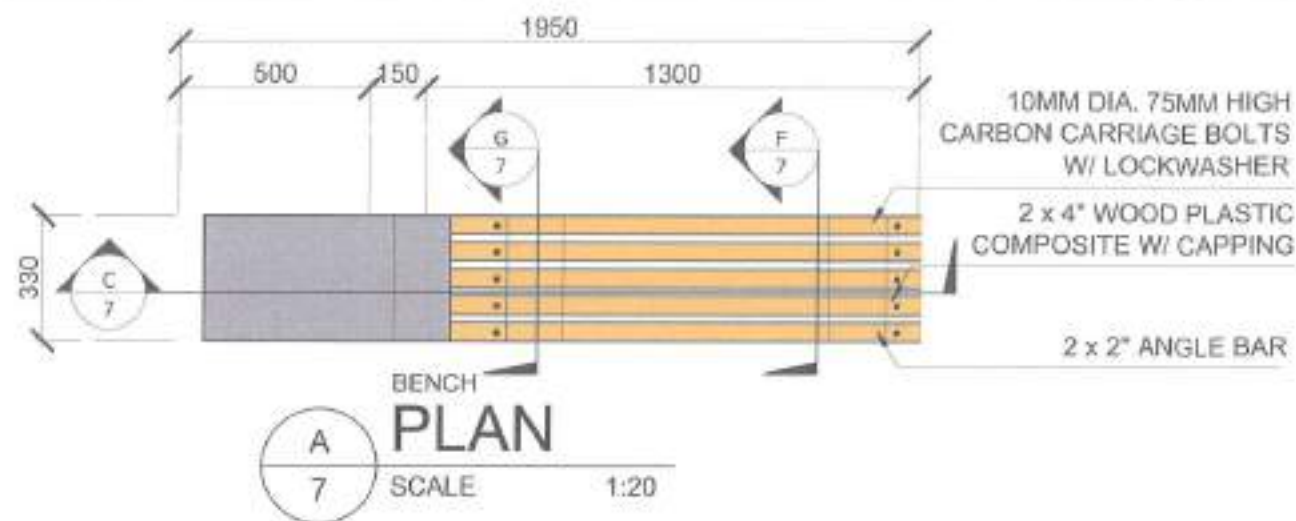 1950
500
150
1300
G
7
F
7
10MM DIA. 75MM HIGH
CARBON CARRIAGE BOLTS
W/ LOCKWASHER
2 x 4" WOOD PLASTIC
COMPOSITE W/ CAPPING
330
C
7
2 x 2" ANGLE BAR
BENCH
PLAN
A
7
SCALE 1:20